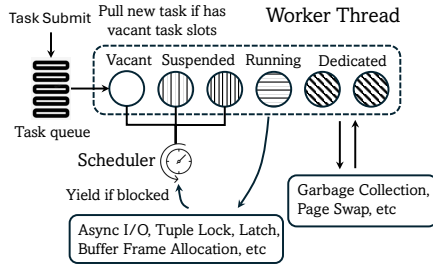 Task Submit
Pull new task if has
vacant task slots
Worker Thread
Vacant
Suspended
Running
Dedicated
Task queue
Scheduler
Yield if blocked
Async I/O, Tuple Lock, Latch,
Buffer Frame Allocation, etc
Garbage Collection,
Page Swap, etc